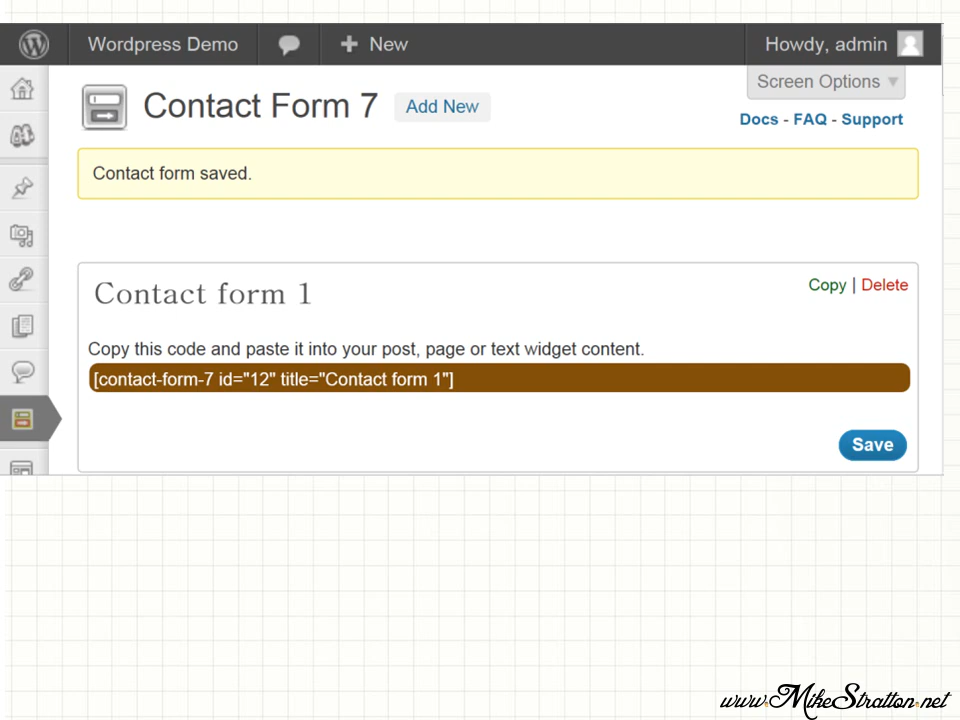 Wordpress Demo + New Howdy, admin
Screen Options ▼
Contact Form 7 Add New
Docs - FAQ - Support
Contact form saved.
Contact form 1 Copy | Delete
Copy this code and paste it into your post, page or text widget content.
[contact-form-7 id="12" title="Contact form 1"]
Save
www.MikeStratton.net